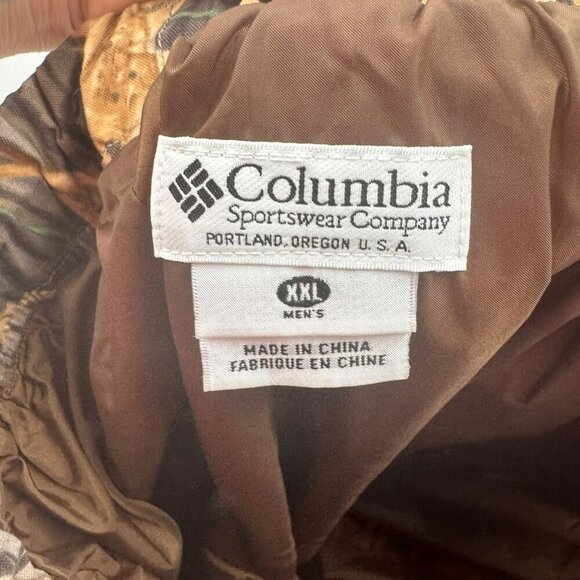 Columbia
Sportswear Company
PORTLAND, OREGON U.S.A.
XXL
MEN'S
MADE IN CHINA
FABRIQUE EN CHINE